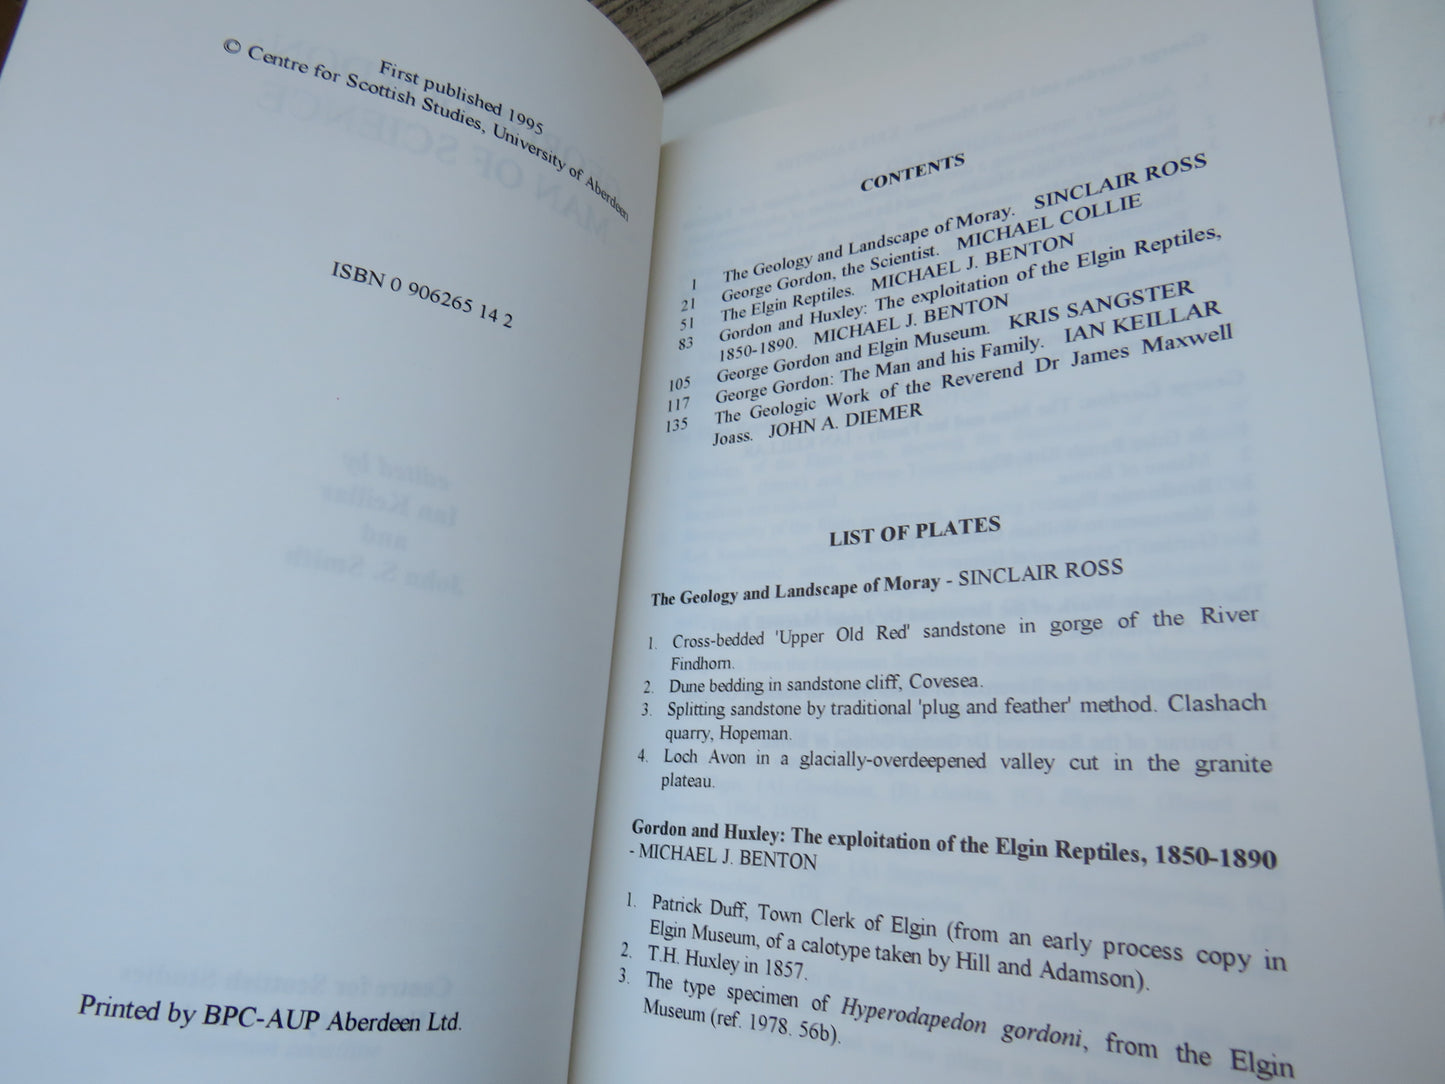 First published 1995
© Centre for Scottish Studies, University of Aberdeen
ISBN 0 906265 14 2
Printed by BPC-AUP Aberdeen Ltd.
CONTENTS
1 The Geology and Landscape of Moray. SINCLAIR ROSS
21 George Gordon, the Scientist. MICHAEL COLLIE
51 The Elgin Reptiles. MICHAEL J. BENTON
83 Gordon and Huxley: The exploitation of the Elgin Reptiles,
1850-1890. MICHAEL J. BENTON
105 George Gordon and Elgin Museum. KRIS SANGSTER
117 George Gordon: The Man and his Family. IAN KEILLAR
135 The Geologic Work of the Reverend Dr James Maxwell
Joass. JOHN A. DIEMER
LIST OF PLATES
The Geology and Landscape of Moray - SINCLAIR ROSS
1. Cross-bedded 'Upper Old Red' sandstone in gorge of the River
Findhorn.
2. Dune bedding in sandstone cliff, Covesea.
3. Splitting sandstone by traditional 'plug and feather' method. Clashach
quarry, Hopeman.
4. Loch Avon in a glacially-overdeepened valley cut in the granite
plateau.
Gordon and Huxley: The exploitation of the Elgin Reptiles, 1850-1890
- MICHAEL J. BENTON
1. Patrick Duff, Town Clerk of Elgin (from an early process copy in
Elgin Museum, of a calotype taken by Hill and Adamson).
2. T.H. Huxley in 1857.
3. The type specimen of Hyperodapedon gordoni, from the Elgin
Museum (ref. 1978. 56b).